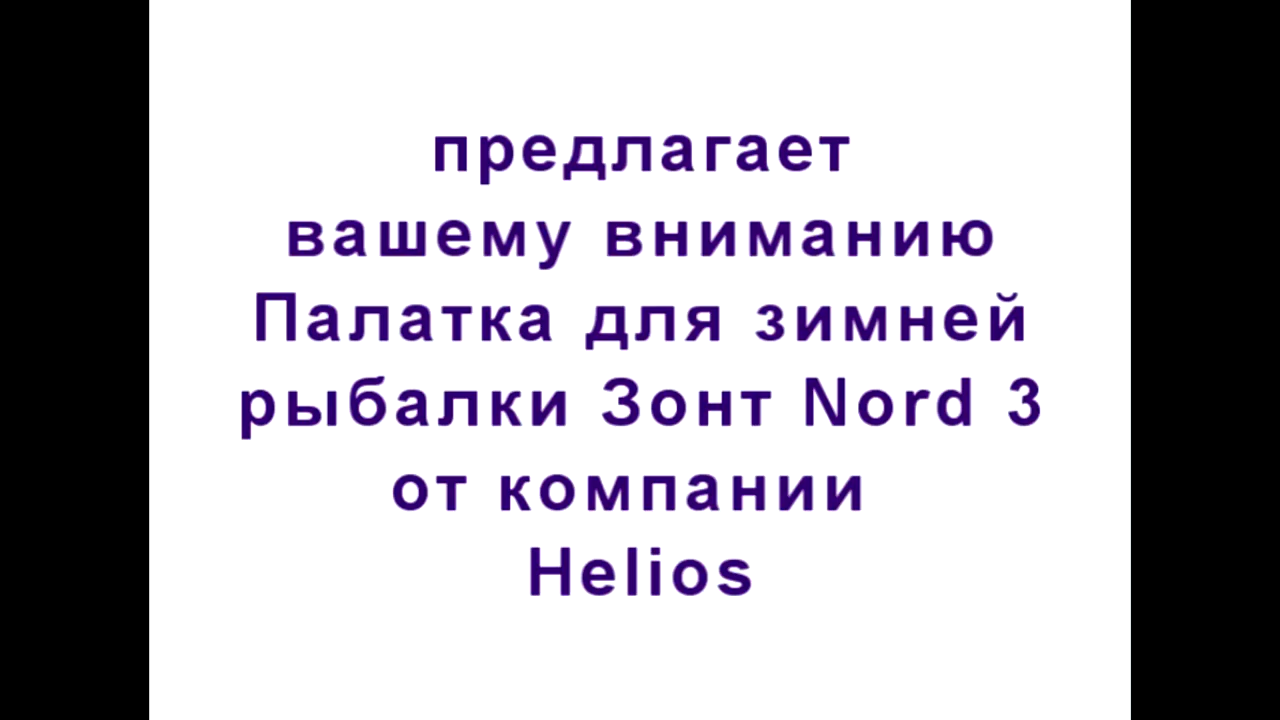 предлагает
вашему вниманию
Палатка для зимней
рыбалки Зонт Nord 3
от компании
Helios